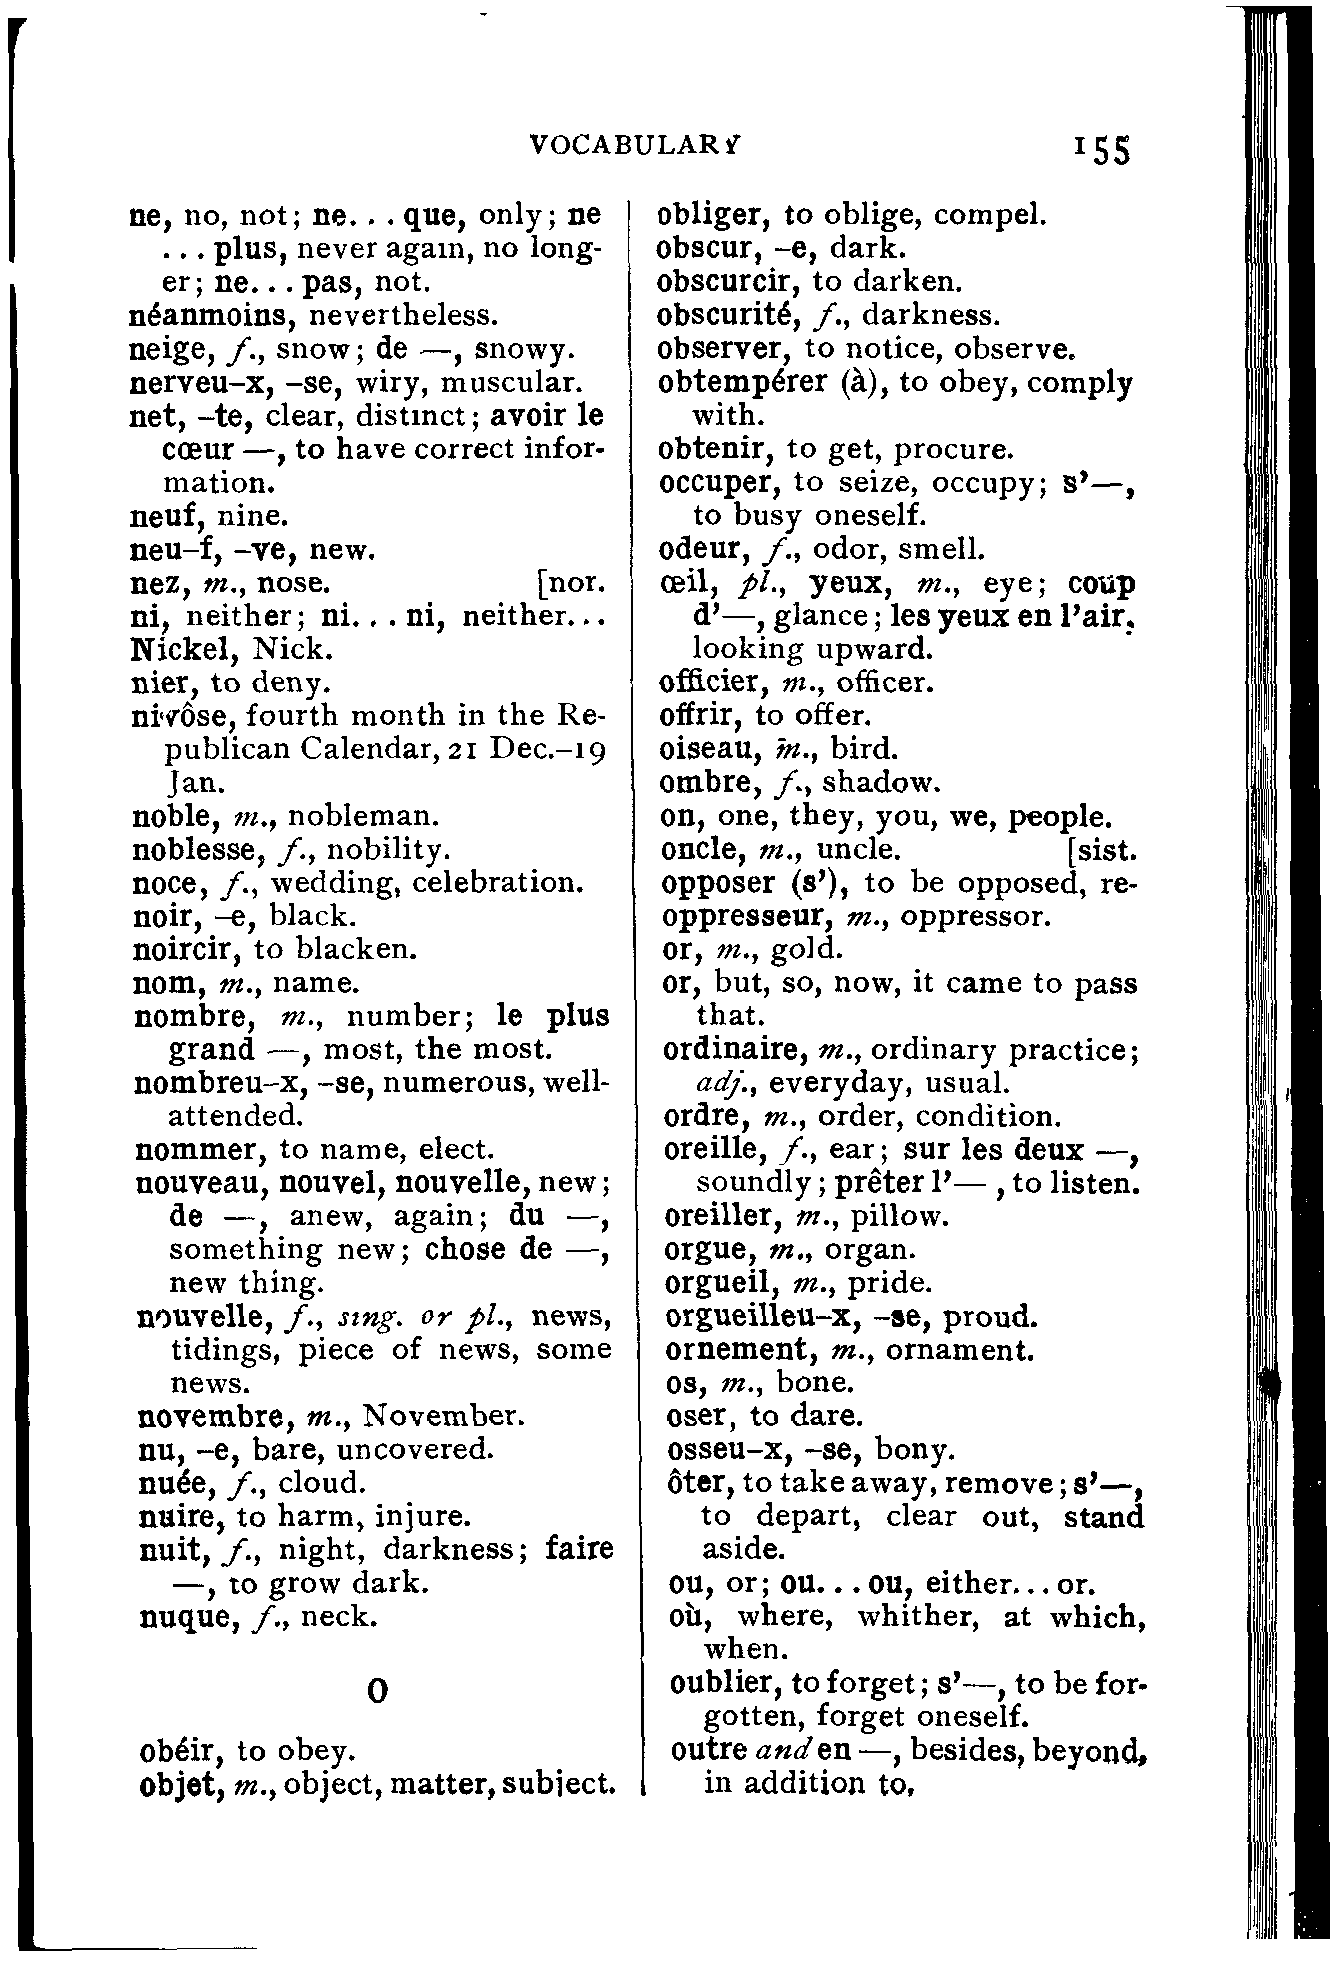 VOCABULARY 155
ne, no, not; ne... que, only; ne
... plus, never again, no long-
er; ne... pas, not.
néanmoins, nevertheless.
neige, f., snow; de —, snowy.
nerveu-x, -se, wiry, muscular.
net, -te, clear, distinct; avoir le
cœur —, to have correct infor-
mation.
neuf, nine.
neu-f, -ve, new.
nez, m., nose. [nor.
ni, neither; ni... ni, neither...
Nickel, Nick.
nier, to deny.
nivôse, fourth month in the Re-
publican Calendar, 21 Dec.-19
Jan.
noble, m., nobleman.
noblesse, f., nobility.
noce, f., wedding, celebration.
noir, -e, black.
noircir, to blacken.
nom, m., name.
nombre, m., number; le plus
grand —, most, the most.
nombreu-x, -se, numerous, well-
attended.
nommer, to name, elect.
nouveau, nouvel, nouvelle, new;
de —, anew, again; du —,
something new; chose de —,
new thing.
nouvelle, f., sing. or pl., news,
tidings, piece of news, some
news.
novembre, m., November.
nu, -e, bare, uncovered.
nuée, f., cloud.
nuire, to harm, injure.
nuit, f., night, darkness; faire
—, to grow dark.
nuque, f., neck.
O
obéir, to obey.
objet, m., object, matter, subject.
obliger, to oblige, compel.
obscur, -e, dark.
obscurcir, to darken.
obscurité, f., darkness.
observer, to notice, observe.
obtempérer (à), to obey, comply
with.
obtenir, to get, procure.
occuper, to seize, occupy; s'—,
to busy oneself.
odeur, f., odor, smell.
œil, pl., yeux, m., eye; coup
d'—, glance; les yeux en l'air,
looking upward.
officier, m., officer.
offrir, to offer.
oiseau, m., bird.
ombre, f., shadow.
on, one, they, you, we, people.
oncle, m., uncle. [sist.
opposer (s'), to be opposed, re-
oppresseur, m., oppressor.
or, m., gold.
or, but, so, now, it came to pass
that.
ordinaire, m., ordinary practice;
adj., everyday, usual.
ordre, m., order, condition.
oreille, f., ear; sur les deux —,
soundly; prêter l'— , to listen.
oreiller, m., pillow.
orgue, m., organ.
orgueil, m., pride.
orgueilleu-x, -se, proud.
ornement, m., ornament.
os, m., bone.
oser, to dare.
osseu-x, -se, bony.
ôter, to take away, remove; s'—,
to depart, clear out, stand
aside.
ou, or; ou... ou, either... or.
où, where, whither, at which,
when.
oublier, to forget; s'—, to be for-
gotten, forget oneself.
outre and en —, besides, beyond,
in addition to.